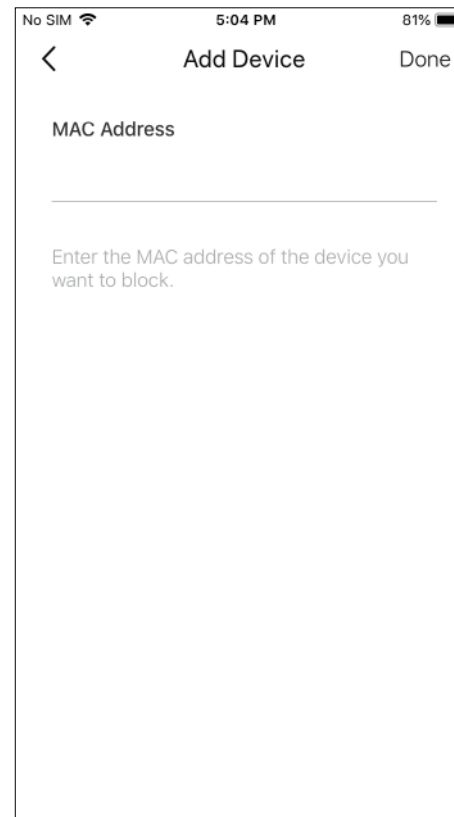 No SIM 5:04 PM 81%
Add Device Done
MAC Address
Enter the MAC address of the device you
want to block.